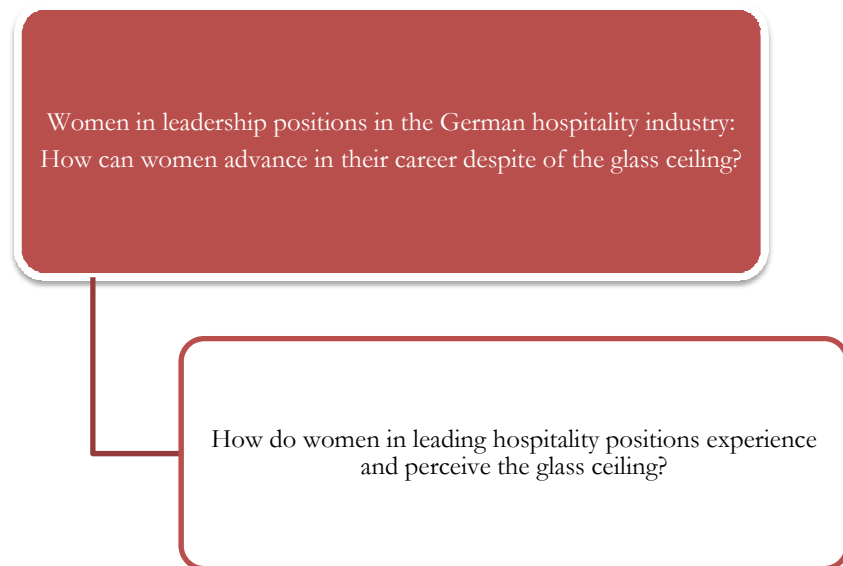 Women in leadership positions in the German hospitality industry:
How can women advance in their career despite of the glass ceiling?
How do women in leading hospitality positions experience
and perceive the glass ceiling?